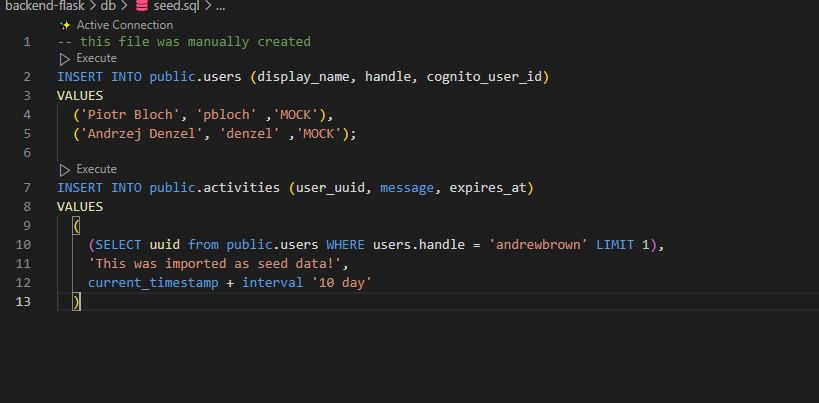 backend-flask > db > seed.sql > ...
Active Connection
1 -- this file was manually created
Execute
2 INSERT INTO public.users (display_name, handle, cognito_user_id)
3 VALUES
4 ('Piotr Bloch', 'pbloch' ,'MOCK'),
5 ('Andrzej Denzel', 'denzel' ,'MOCK');
6
Execute
7 INSERT INTO public.activities (user_uuid, message, expires_at)
8 VALUES
9 (
10 (SELECT uuid from public.users WHERE users.handle = 'andrewbrown' LIMIT 1),
11 'This was imported as seed data!',
12 current_timestamp + interval '10 day'
13 )